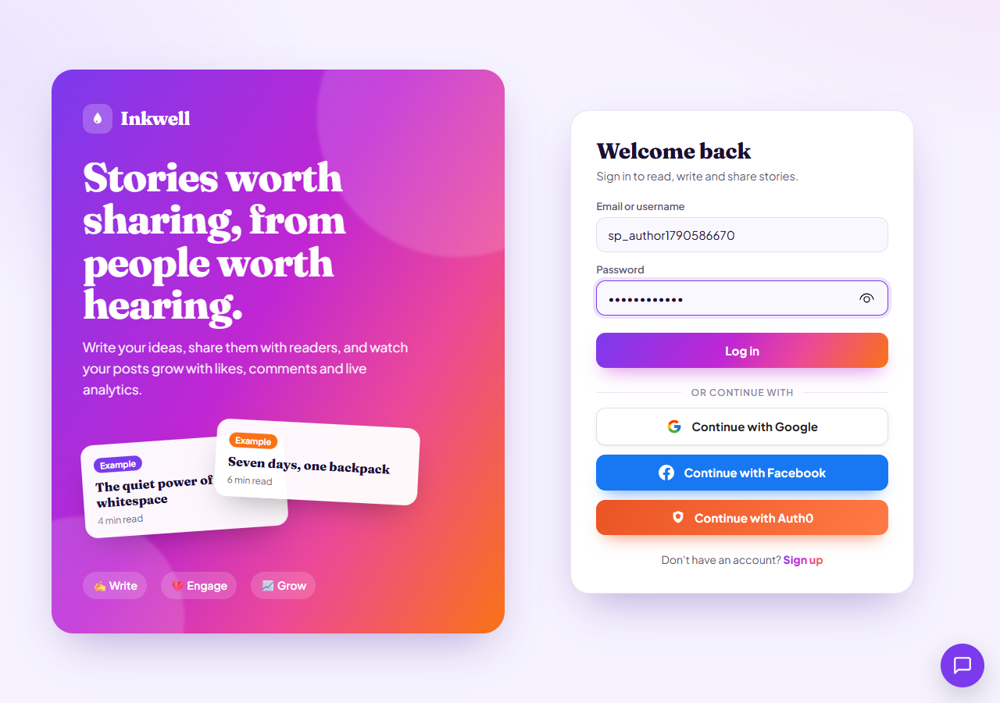 Inkwell
Stories worth
sharing, from
people worth
hearing.
Write your ideas, share them with readers, and watch
your posts grow with likes, comments and live
analytics.
Example
The quiet power of
whitespace
4 min read
Example
Seven days, one backpack
6 min read
✍️ Write
💔 Engage
📈 Grow
Welcome back
Sign in to read, write and share stories.
Email or username
sp_author1790586670
Password
••••••••••••
Log in
OR CONTINUE WITH
Continue with Google
Continue with Facebook
Continue with Auth0
Don't have an account? Sign up